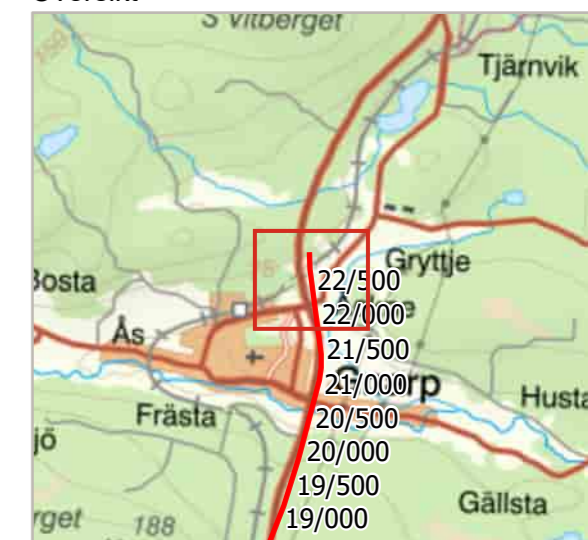 S Vitberget
Tjärnvik
Gryttje
Bosta
22/500
22/000
Ås
21/500
21/000
rp
Husta
20/500
Frästa
jö
20/000
19/500
Gällsta
19/000
rget
188